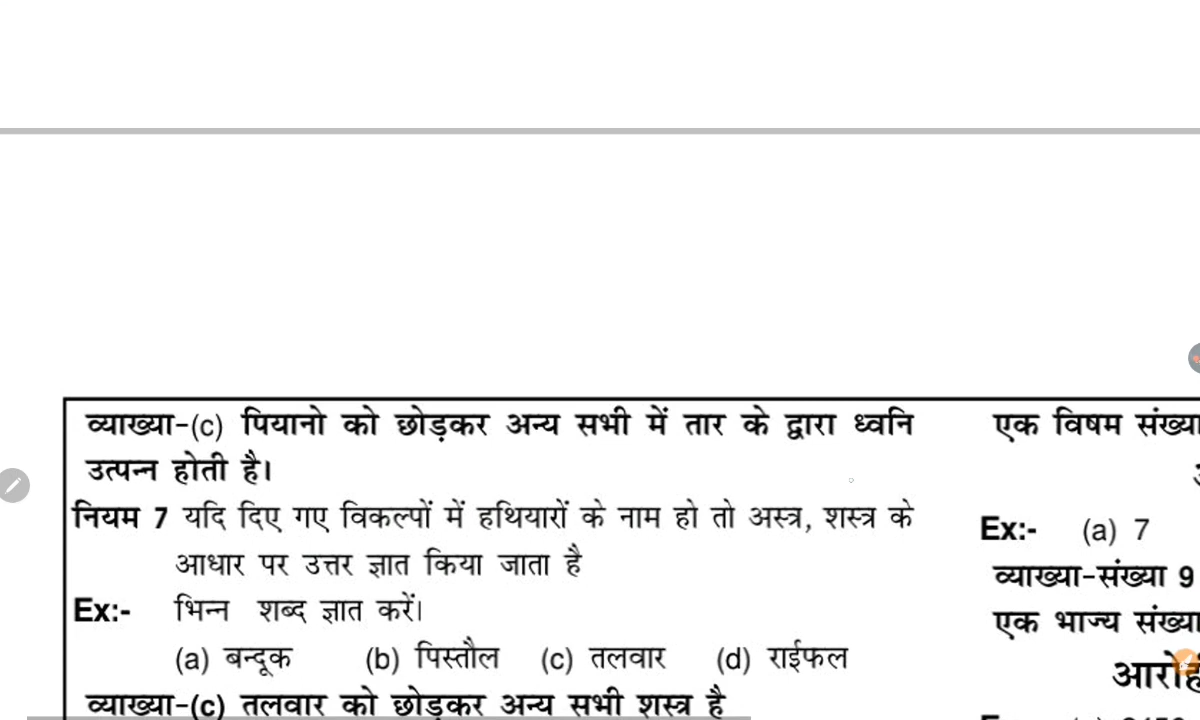 व्याख्या-(c) पियानो को छोड़कर अन्य सभी में तार के द्वारा ध्वनि
उत्पन्न होती है।
नियम 7 यदि दिए गए विकल्पों में हथियारों के नाम हो तो अस्त्र, शस्त्र के
आधार पर उत्तर ज्ञात किया जाता है
Ex:- भिन्न शब्द ज्ञात करें।
(a) बन्दूक (b) पिस्तौल (c) तलवार (d) राईफल
व्याख्या-(c) तलवार को छोड़कर अन्य सभी शस्त्र है
एक विषम संख्या
Ex:- (a) 7
व्याख्या-संख्या 9
एक भाज्य संख्या